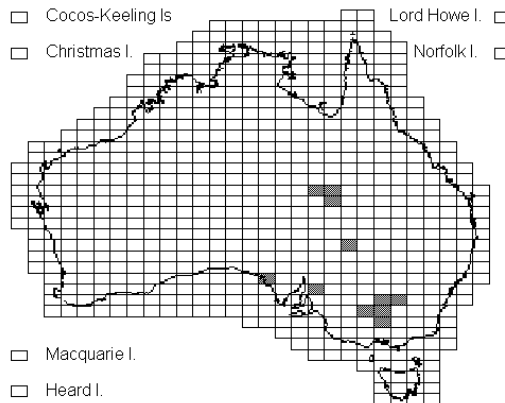 Cocos-Keeling Is
Lord Howe I.
Christmas I.
Norfolk I.
Macquarie I.
Heard I.